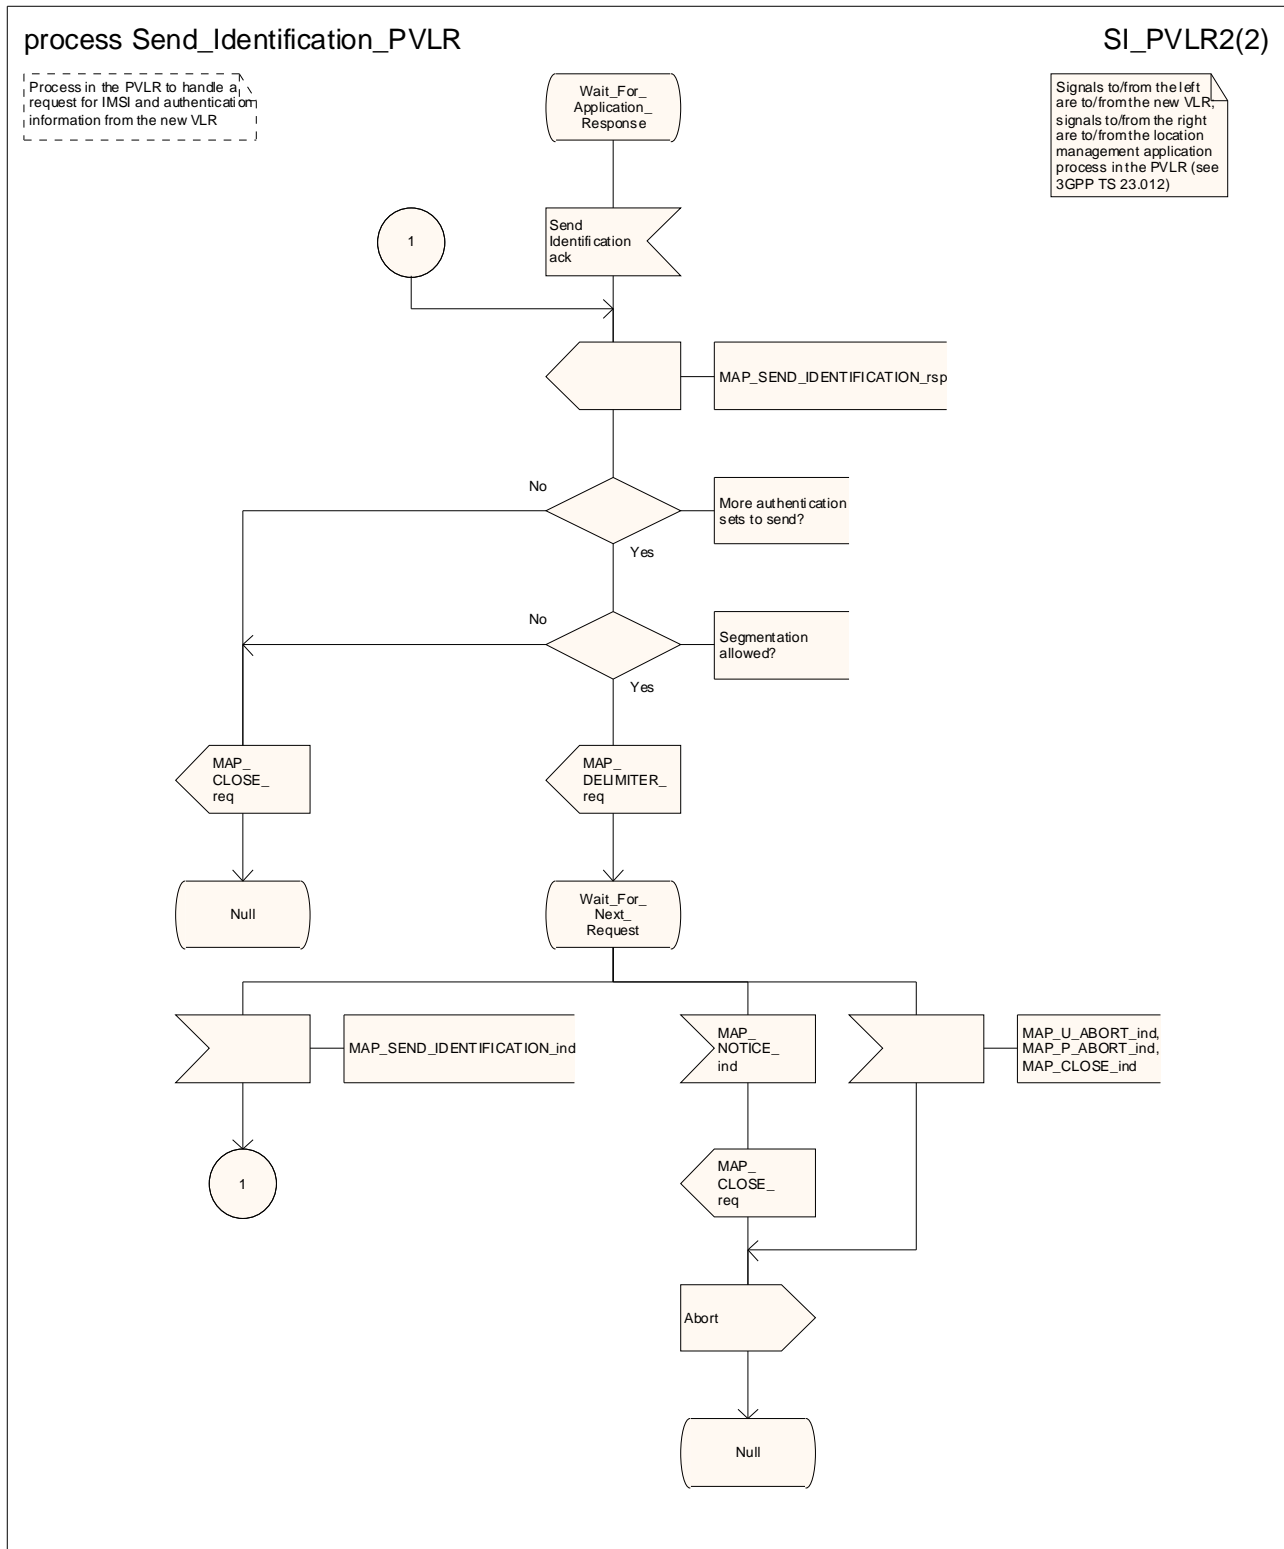 process Send_Identification_PVLR
SI_PVLR2(2)
Process in the PVLR to handle a
request for IMSI and authentication
information from the new VLR
Wait_For_
Application_
Response
Signals to/from the left
are to/from the new VLR;
signals to/from the right
are to/from the location
management application
process in the PVLR (see
3GPP TS 23.012)
1
Send
Identification
ack
MAP_SEND_IDENTIFICATION_rsp
No
More authentication
sets to send?
Yes
No
Segmentation
allowed?
Yes
MAP_
CLOSE_
req
MAP_
DELIMITER_
req
Null
Wait_For_
Next_
Request
MAP_SEND_IDENTIFICATION_ind
MAP_
NOTICE_
ind
MAP_U_ABORT_ind,
MAP_P_ABORT_ind,
MAP_CLOSE_ind
1
MAP_
CLOSE_
req
Abort
Null